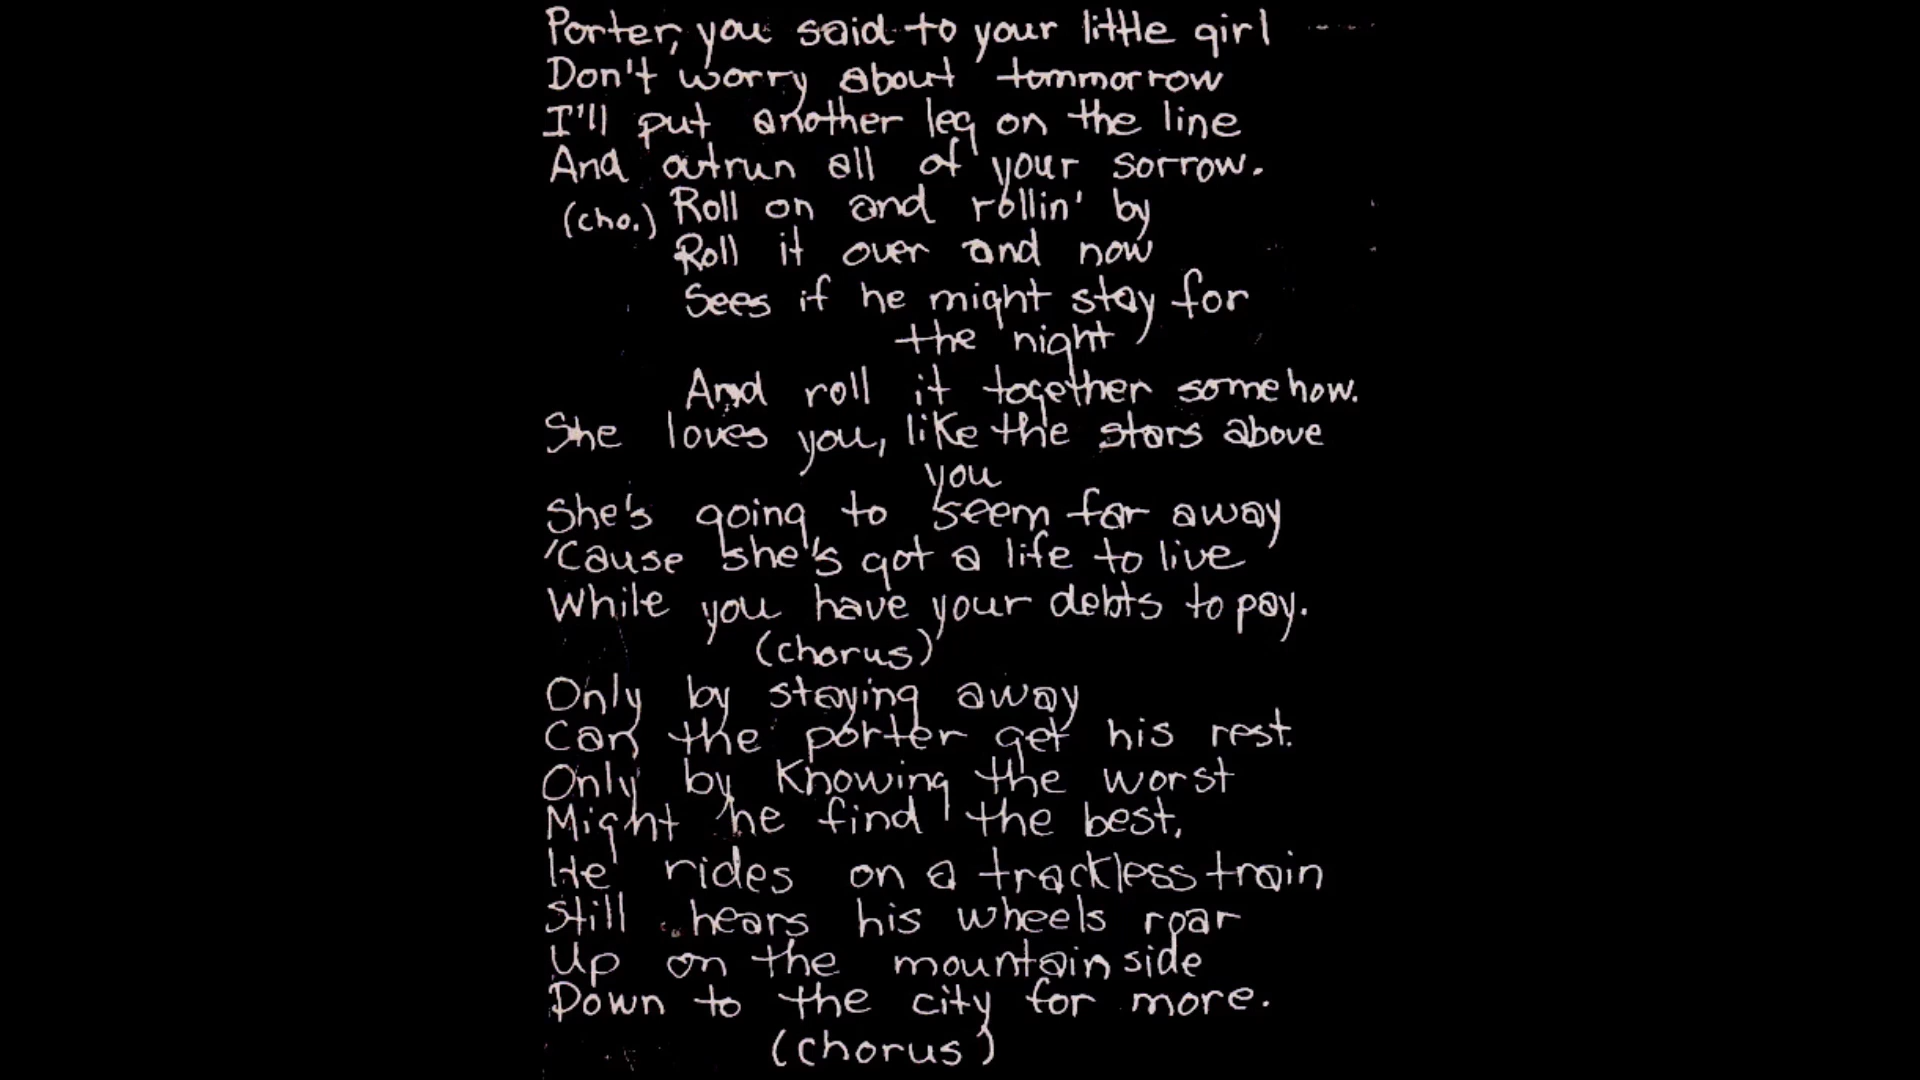 Porter, you said to your little girl
Don't worry about tommorrow
I'll put another leg on the line
And outrun all of your sorrow.
(cho.) Roll on and rollin' by
Roll it over and now
Sees if he might stay for
the night
And roll it together somehow.
She loves you, like the stars above
you
She's going to seem far away
'Cause she's got a life to live
While you have your debts to pay.
(chorus)
Only by staying away
Can the porter get his rest.
Only by Knowing the worst
Might he find the best,
He rides on a trackless train
Still hears his wheels roar
Up on the mountain side
Down to the city for more.
(chorus)